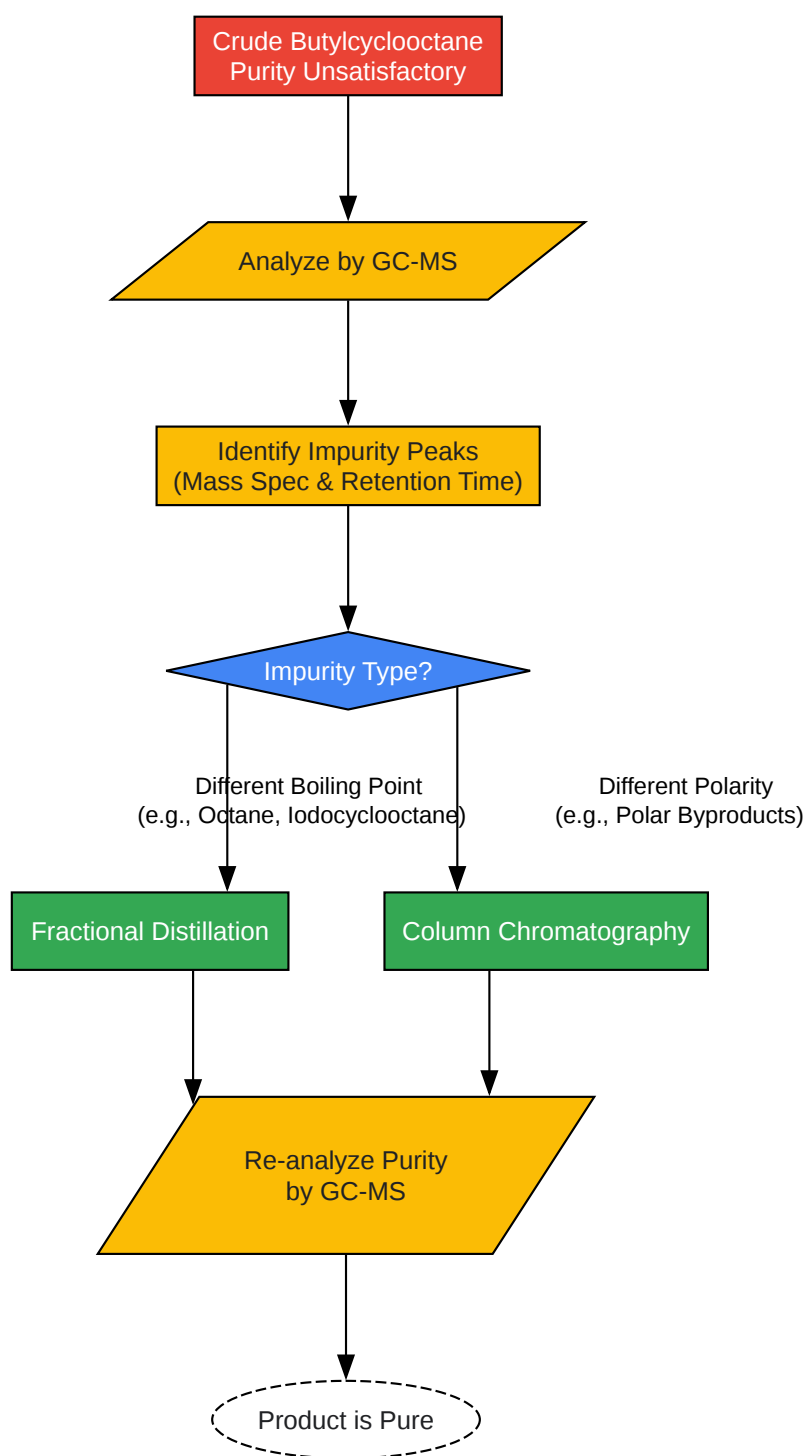 Crude Butylcyclooctane
Purity Unsatisfactory
Analyze by GC-MS
Identify Impurity Peaks
(Mass Spec & Retention Time)
Impurity Type?
Different Boiling Point
(e.g., Octane, Iodocyclooctane)
Different Polarity
(e.g., Polar Byproducts)
Fractional Distillation
Column Chromatography
Re-analyze Purity
by GC-MS
Product is Pure